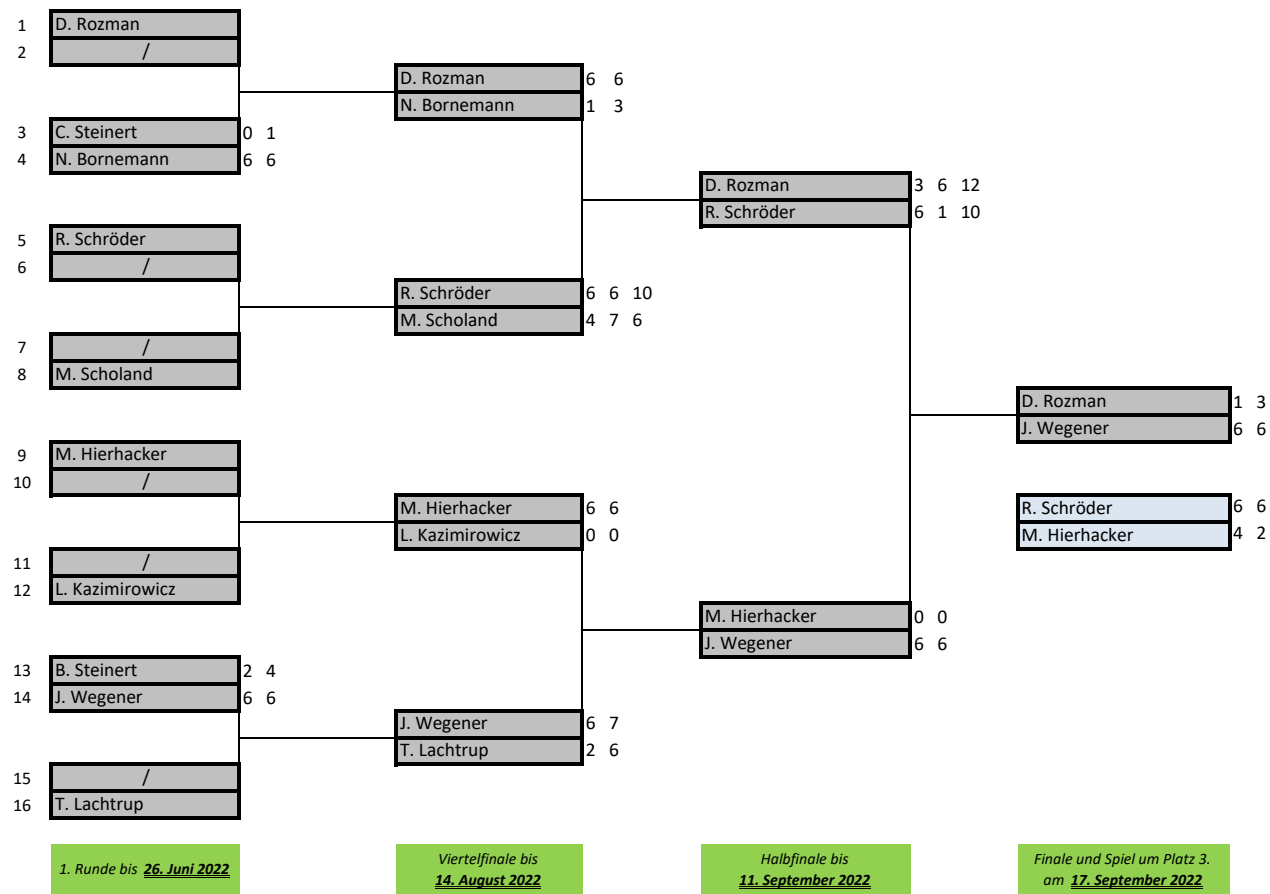 1 D. Rozman
2 /
D. Rozman 6 6
N. Bornemann 1 3
3 C. Steinert 0 1
4 N. Bornemann 6 6
D. Rozman 3 6 12
R. Schröder 6 1 10
5 R. Schröder
6 /
R. Schröder 6 6 10
M. Scholand 4 7 6
7 /
8 M. Scholand
D. Rozman 1 3
J. Wegener 6 6
9 M. Hierhacker
10 /
M. Hierhacker 6 6
L. Kazimirowicz 0 0
R. Schröder 6 6
M. Hierhacker 4 2
11 /
12 L. Kazimirowicz
M. Hierhacker 0 0
J. Wegener 6 6
13 B. Steinert 2 4
14 J. Wegener 6 6
J. Wegener 6 7
T. Lachtrup 2 6
15 /
16 T. Lachtrup
1. Runde bis 26. Juni 2022
Viertelfinale bis
14. August 2022
Halbfinale bis
11. September 2022
Finale und Spiel um Platz 3.
am 17. September 2022